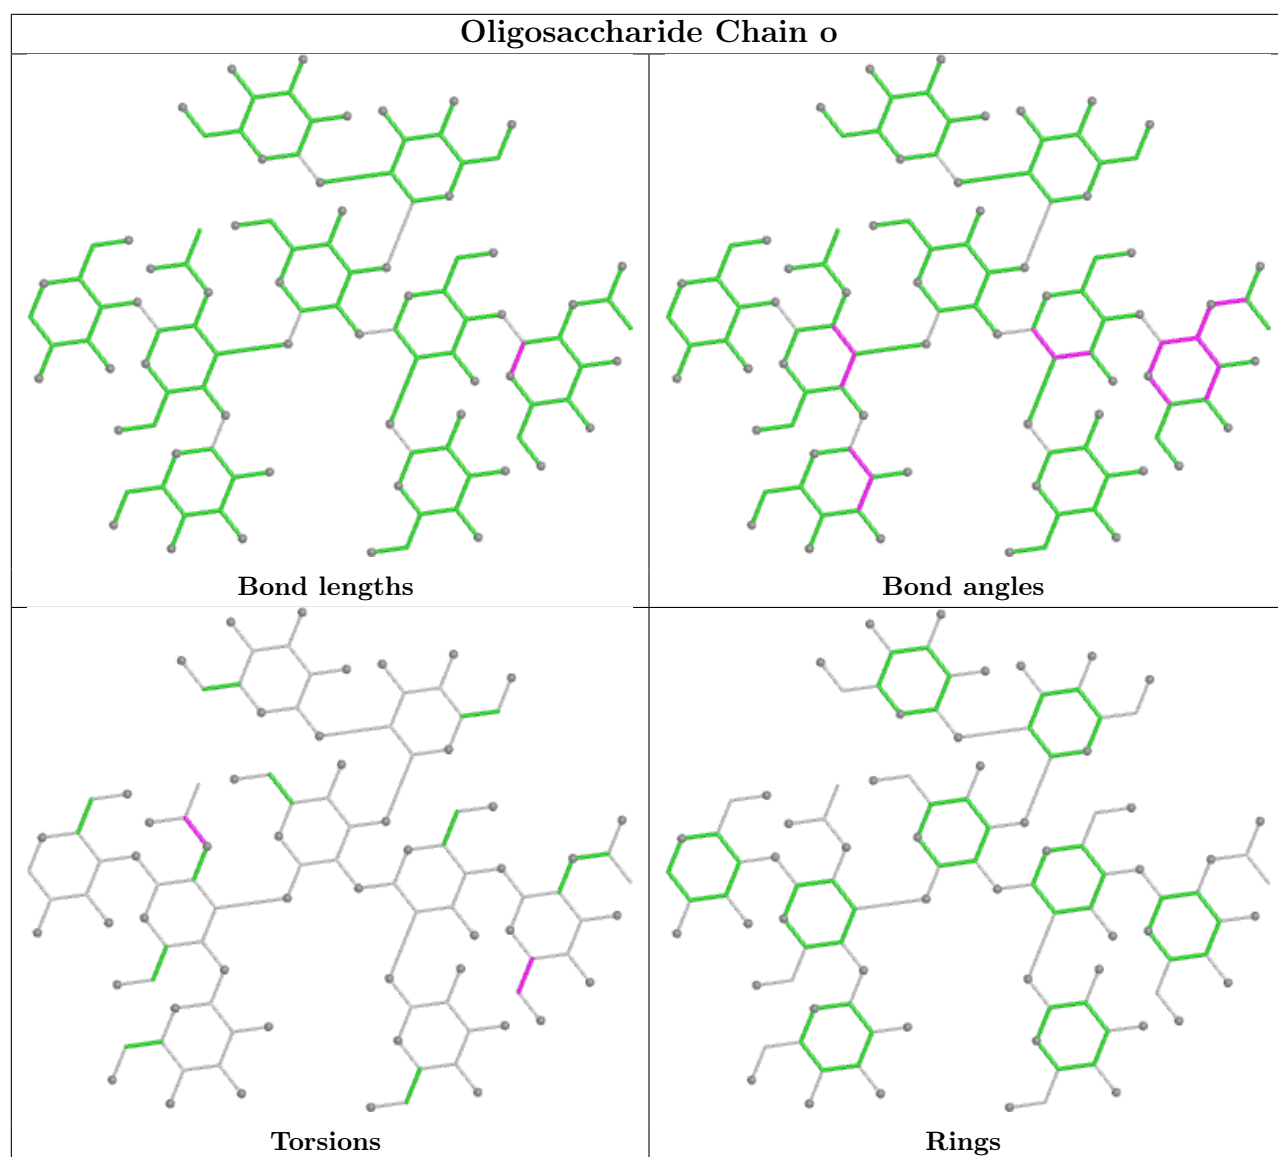 Oligosaccharide Chain o
Bond lengths
Bond angles
Torsions
Rings